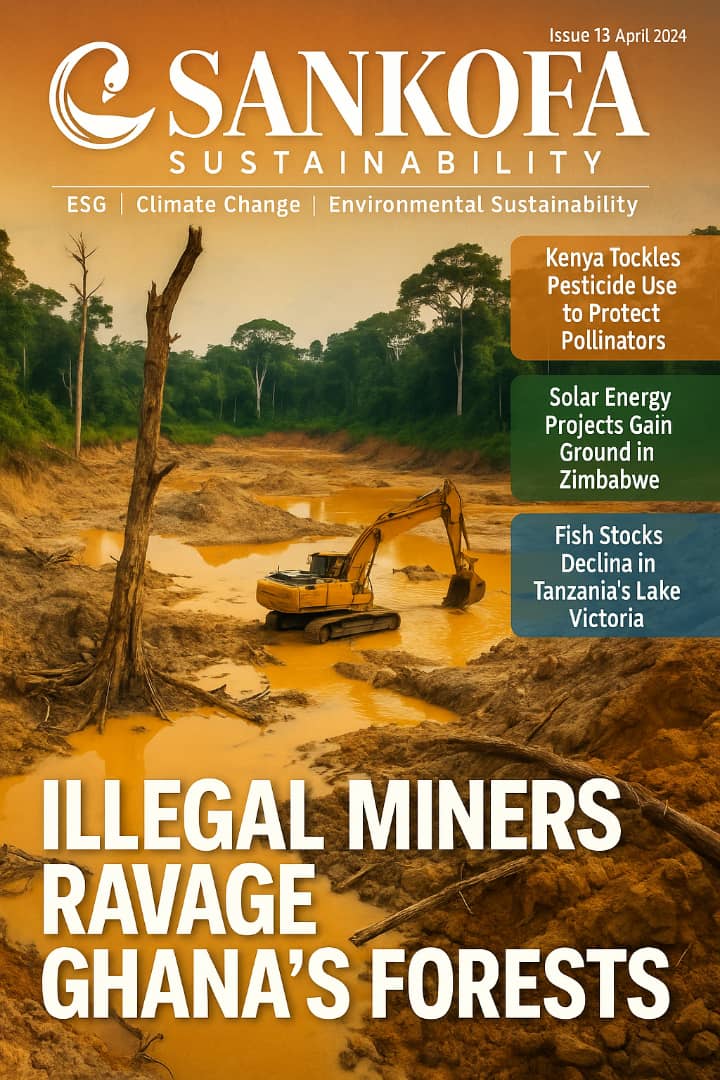 Issue 13 April 2024
SANKOFA
SUSTAINABILITY
ESG | Climate Change | Environmental Sustainability
Kenya Tockles
Pesticide Use
to Protect
Pollinators
Solar Energy
Projects Gain
Ground in
Zimbabwe
Fish Stocks
Declina in
Tanzania's Lake
Victoria
ILLEGAL MINERS
RAVAGE
GHANA'S FORESTS